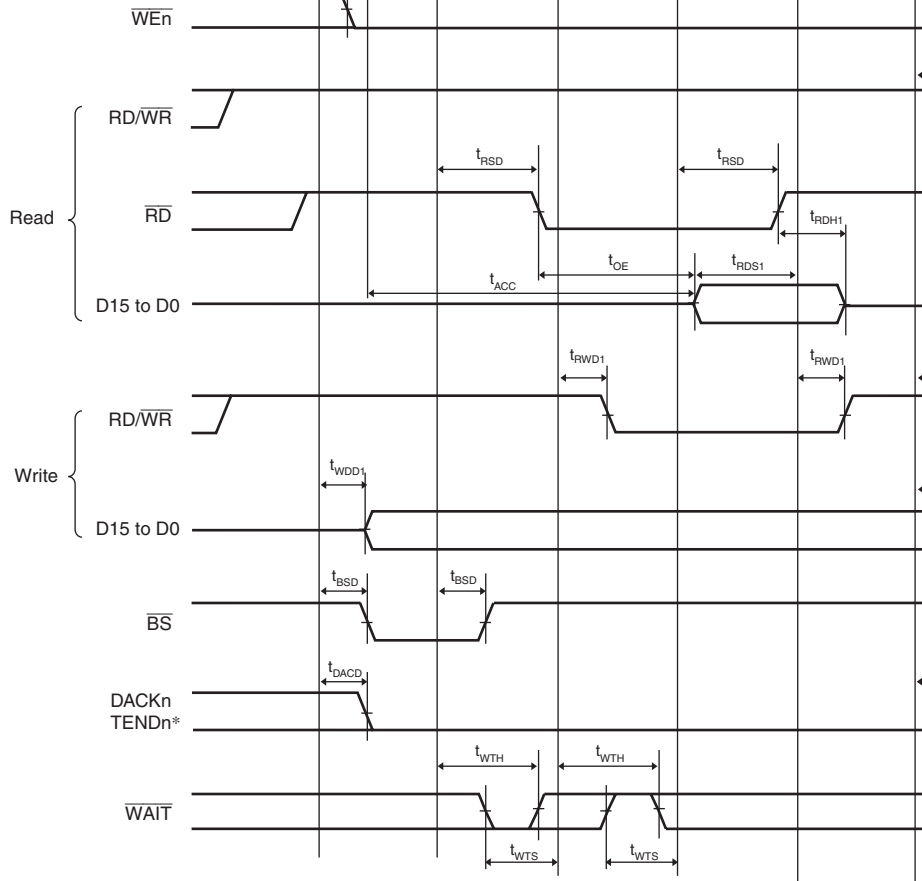 WEn
RD/WR
tRSD
tRSD
Read
RD
tRDH1
tOE
tRDS1
tACC
D15 to D0
tRWD1
tRWD1
RD/WR
tWDD1
Write
D15 to D0
tBSD
tBSD
BS
tDACD
DACKn
TENDn*
tWTH
tWTH
WAIT
tWTS
tWTS